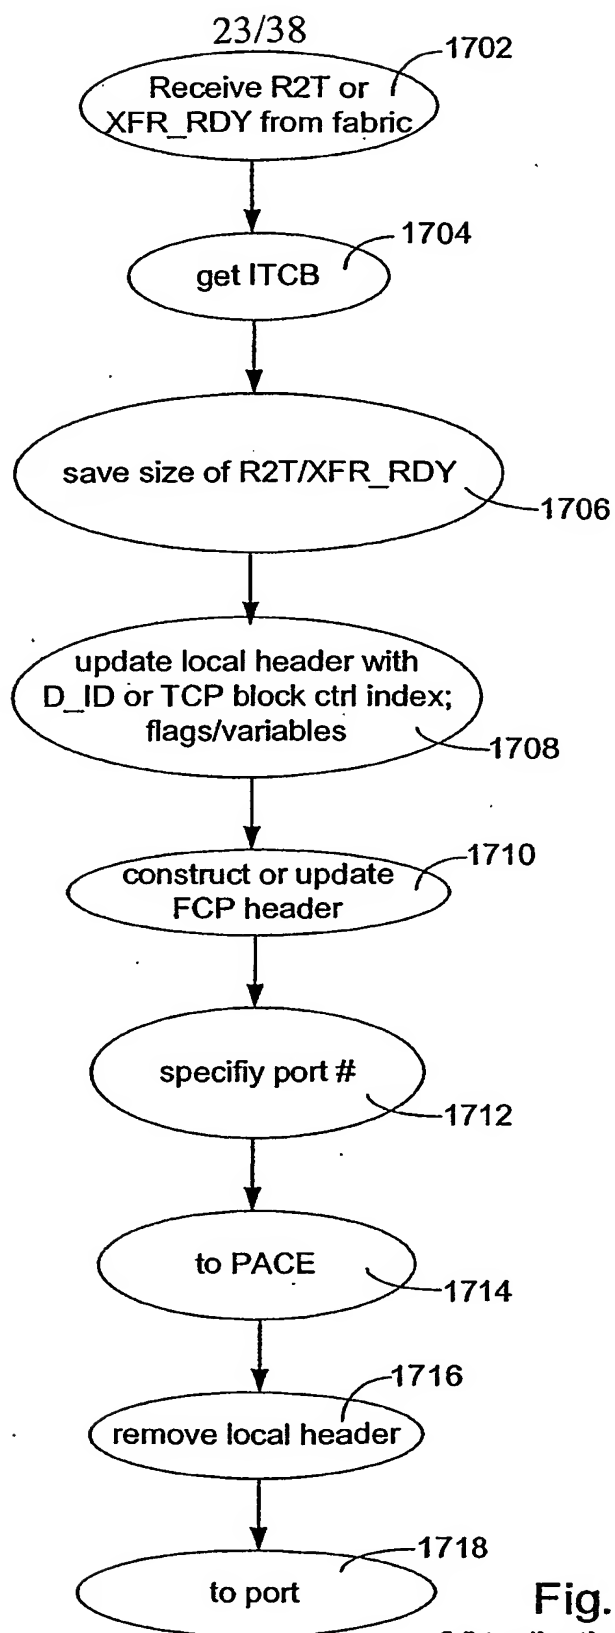 23/38
1702
Receive R2T or
XFR_RDY from fabric
1704
get ITCB
save size of R2T/XFR_RDY
1706
update local header with
D_ID or TCP block ctrl index;
flags/variables
1708
1710
construct or update
FCP header
specifiy port #
1712
to PACE
1714
1716
remove local header
1718
to port
Fig.